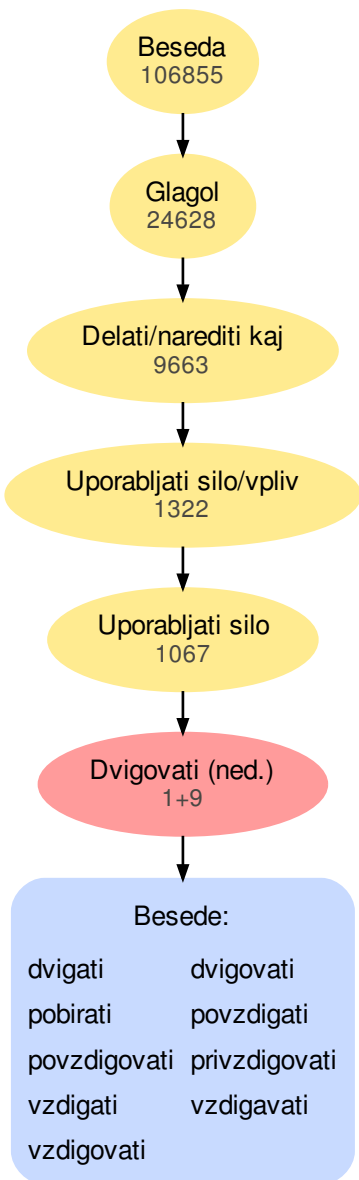 Beseda
106855
Glagol
24628
Delati/narediti kaj
9663
Uporabljati silo/vpliv
1322
Uporabljati silo
1067
Dvigovati (ned.)
1+9
Besede:
dvigati dvigovati
pobirati povzdigati
povzdigovati privzdigovati
vzdigati vzdigavati
vzdigovati